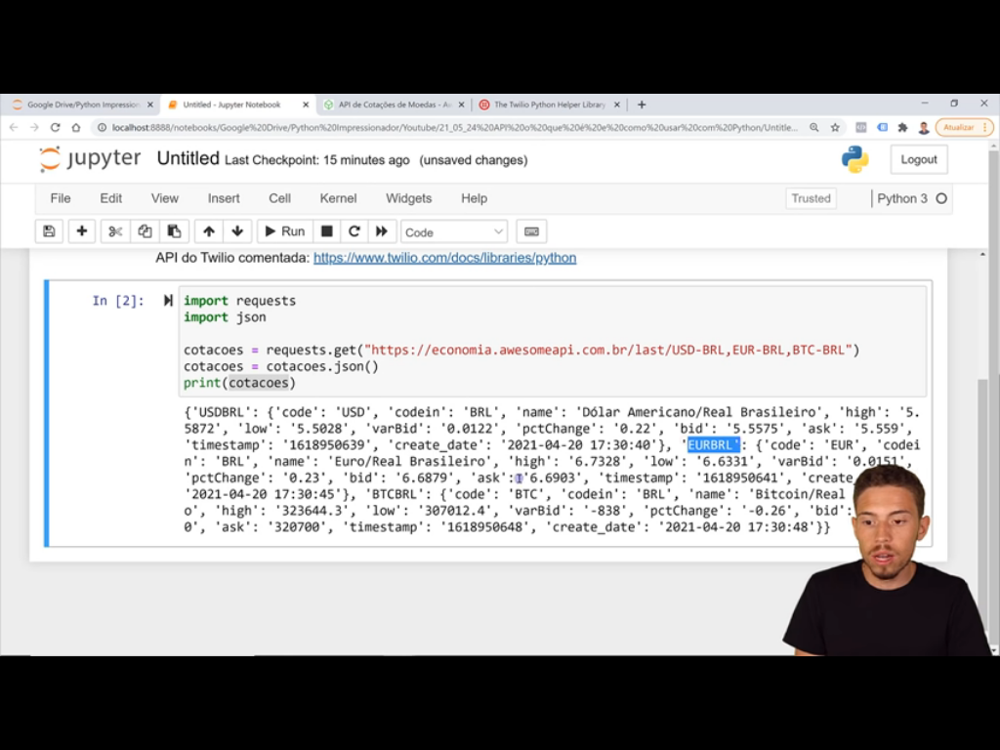 Google Drive/Python Impression
Untitled - Jupyter Notebook
API de Cotações de Moedas - Aw
The Twilio Python Helper Library
localhost:8888/notebooks/Google%20Drive/Python%20Impressionador/Youtube/21_05_24%20API%20o%20que%20é%20e%20como%20usar%20com%20Python/Untitle...
Atualizar
jupyter Untitled Last Checkpoint: 15 minutes ago (unsaved changes)
Logout
File Edit View Insert Cell Kernel Widgets Help
Trusted
Python 3
Run
Code
API do Twilio comentada: https://www.twilio.com/docs/libraries/python
In [2]: import requests
import json
cotacoes = requests.get("https://economia.awesomeapi.com.br/last/USD-BRL,EUR-BRL,BTC-BRL")
cotacoes = cotacoes.json()
print(cotacoes)
{'USDBRL': {'code': 'USD', 'codein': 'BRL', 'name': 'Dólar Americano/Real Brasileiro', 'high': '5.
5872', 'low': '5.5028', 'varBid': '0.0122', 'pctChange': '0.22', 'bid': '5.5575', 'ask': '5.559',
'timestamp': '1618950639', 'create_date': '2021-04-20 17:30:40'}, 'EURBRL': {'code': 'EUR', 'codei
n': 'BRL', 'name': 'Euro/Real Brasileiro', 'high': '6.7328', 'low': '6.6331', 'varBid': '0.0151',
'pctChange': '0.23', 'bid': '6.6879', 'ask': '6.6903', 'timestamp': '1618950641', 'create
'2021-04-20 17:30:45'}, 'BTCBRL': {'code': 'BTC', 'codein': 'BRL', 'name': 'Bitcoin/Real
o', 'high': '323644.3', 'low': '307012.4', 'varBid': '-838', 'pctChange': '-0.26', 'bid':
0', 'ask': '320700', 'timestamp': '1618950648', 'create_date': '2021-04-20 17:30:48'}}